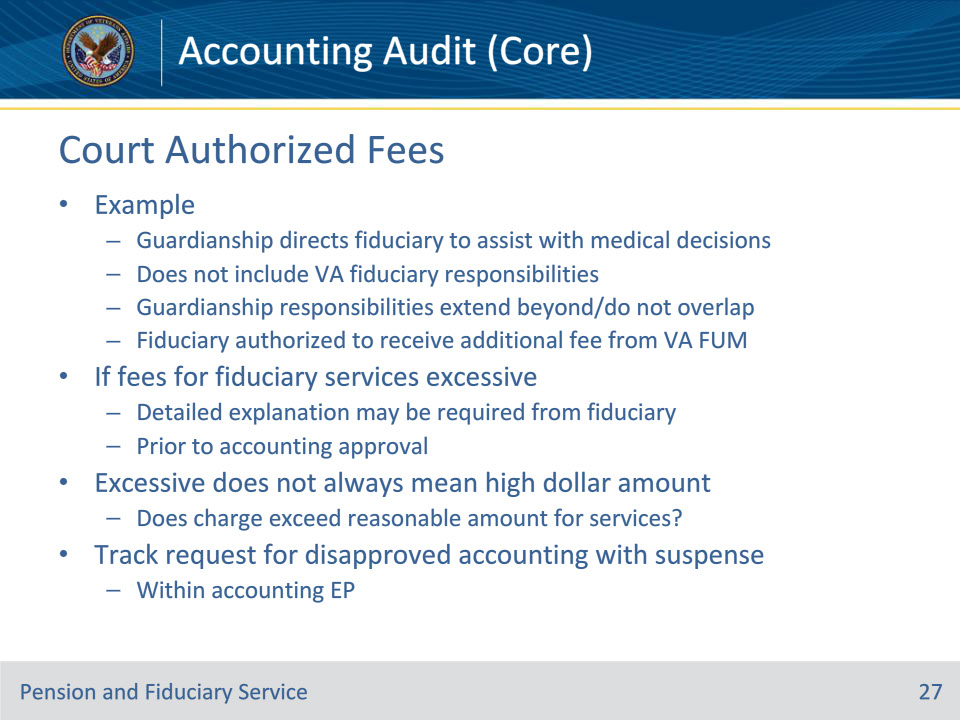 Accounting Audit (Core)
Court Authorized Fees
• Example
– Guardianship directs fiduciary to assist with medical decisions
– Does not include VA fiduciary responsibilities
– Guardianship responsibilities extend beyond/do not overlap
– Fiduciary authorized to receive additional fee from VA FUM
• If fees for fiduciary services excessive
– Detailed explanation may be required from fiduciary
– Prior to accounting approval
• Excessive does not always mean high dollar amount
– Does charge exceed reasonable amount for services?
• Track request for disapproved accounting with suspense
– Within accounting EP
Pension and Fiduciary Service
27